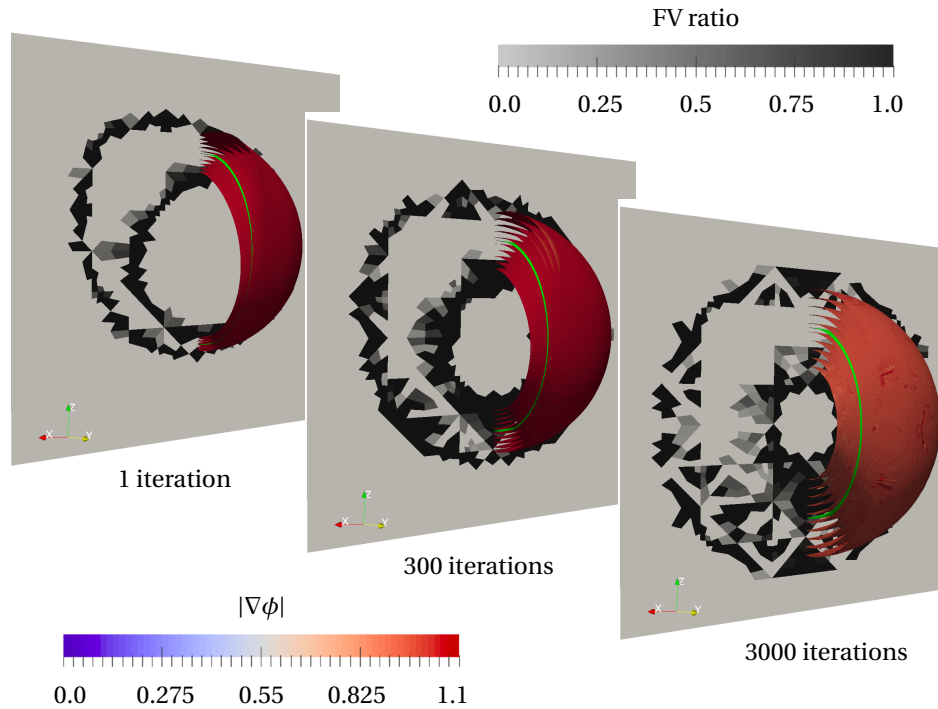 FV ratio
0.0 0.25 0.5 0.75 1.0
Z
X Y
1 iteration
Z
X Y
300 iterations
Z
X Y
3000 iterations
|∇ϕ|
0.0 0.275 0.55 0.825 1.1